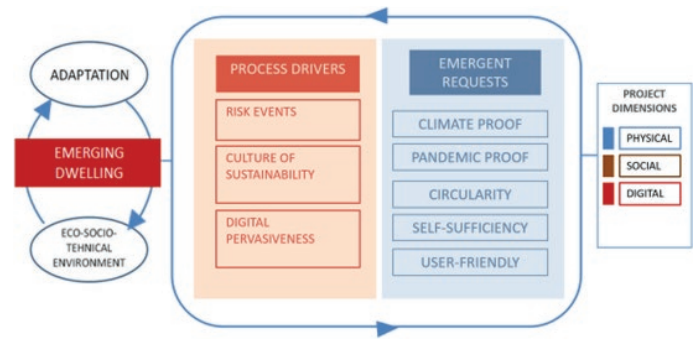 ADAPTATION
EMERGING
DWELLING
ECO-SOCIO-
TEHNICAL
ENVIRONMENT
PROCESS DRIVERS
RISK EVENTS
CULTURE OF
SUSTAINABILITY
DIGITAL
PERVASIVENESS
EMERGENT
REQUESTS
CLIMATE PROOF
PANDEMIC PROOF
CIRCULARITY
SELF-SUFFICIENCY
USER-FRIENDLY
PROJECT
DIMENSIONS
PHYSICAL
SOCIAL
DIGITAL